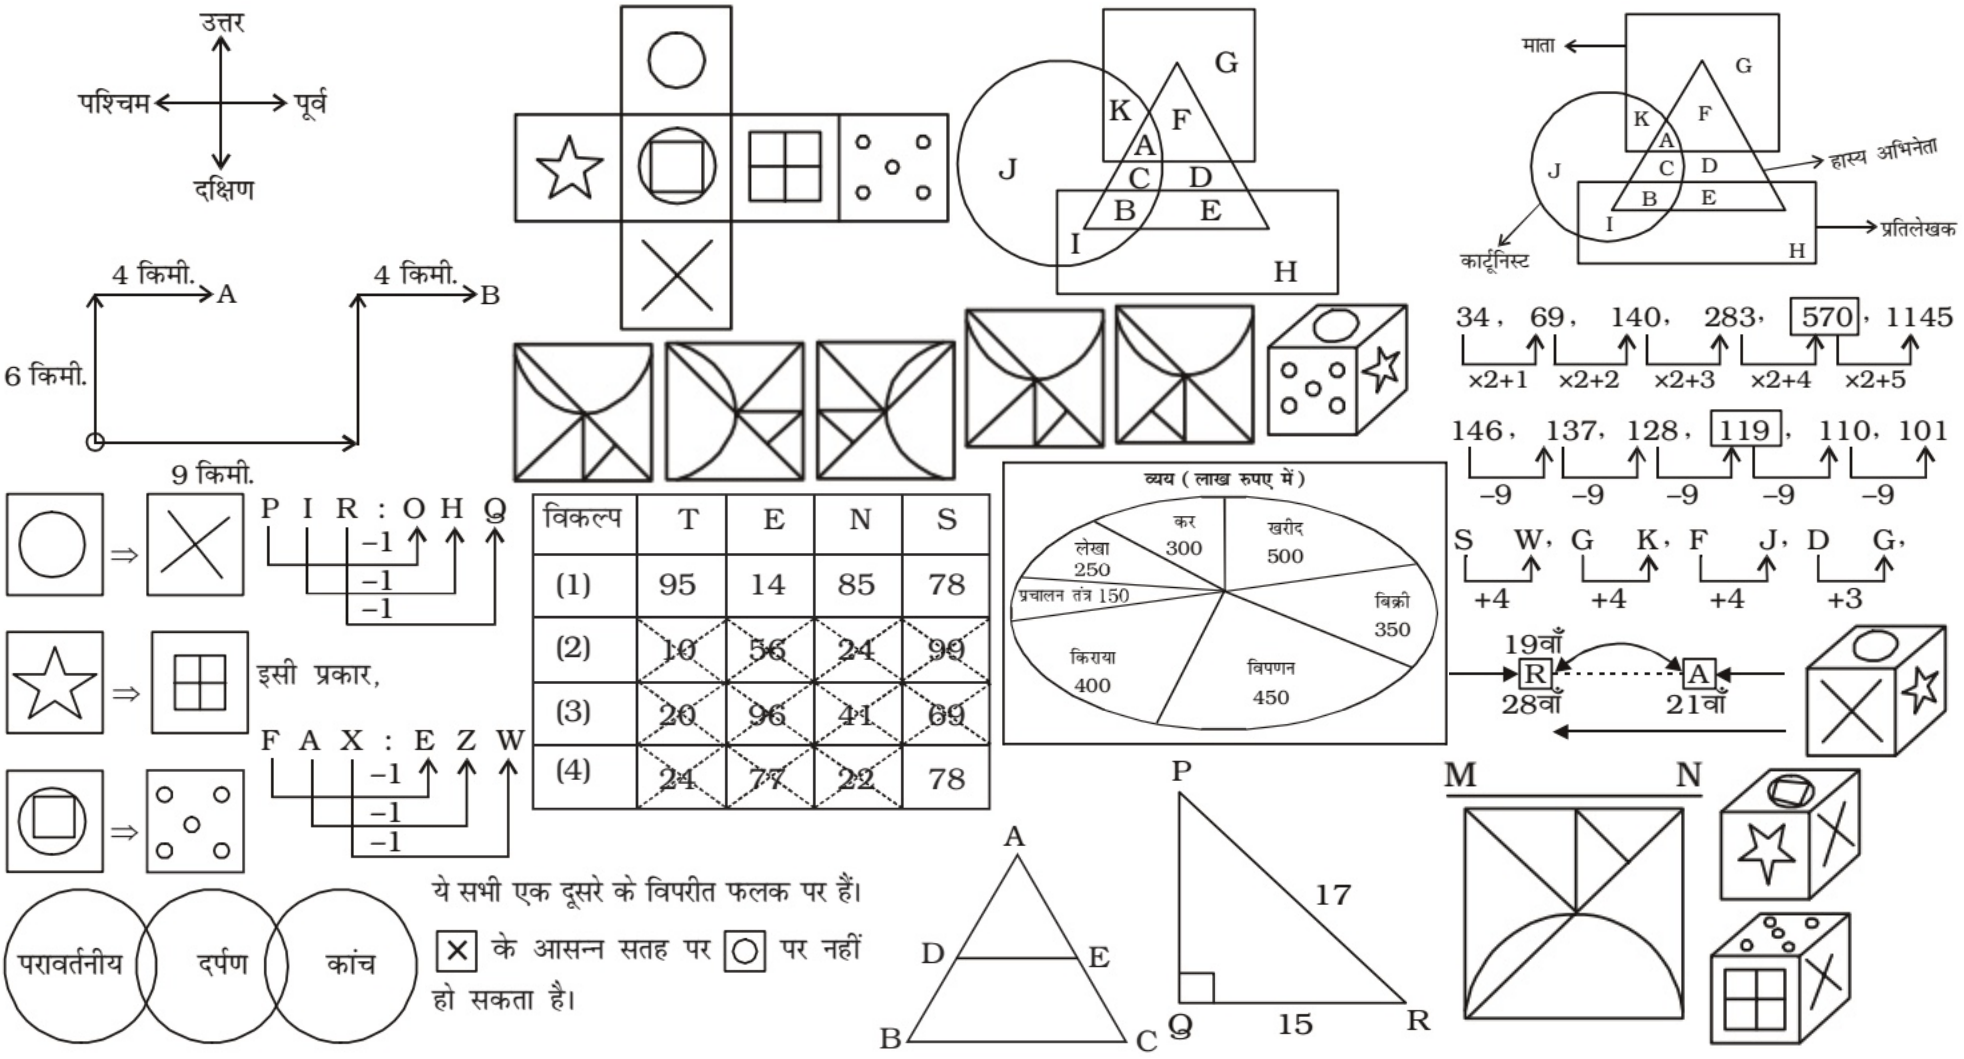 उत्तर
पश्चिम
पूर्व
दक्षिण
4 किमी.
A
4 किमी.
B
6 किमी.
9 किमी.
P I R : O H Q
–1
–1
–1
⇒
⇒
⇒
इसी प्रकार,
F A X : E Z W
–1
–1
–1
परावर्तनीय
दर्पण
कांच
G
K
F
A
J
C
D
B
E
I
H
माता
G
K
F
A
J
C
D
B
E
I
H
हास्य अभिनेता
प्रतिलेखक
कार्टूनिस्ट
34, 69, 140, 283, 570, 1145
×2+1 ×2+2 ×2+3 ×2+4 ×2+5
146, 137, 128, 119, 110, 101
–9 –9 –9 –9 –9
S W, G K, F J, D G,
+4 +4 +4 +3
19वाँ
R
A
28वाँ
21वाँ
विकल्प T E N S
(1) 95 14 85 78
(2) 10 56 24 99
(3) 20 96 41 69
(4) 24 77 22 78
व्यय ( लाख रुपए में )
कर
300
खरीद
500
लेखा
250
प्रचालन तंत्र 150
बिक्री
350
किराया
400
विपणन
450
ये सभी एक दूसरे के विपरीत फलक पर हैं।
× के आसन्न सतह पर ○ पर नहीं
हो सकता है।
A
D
E
B
C
P
17
Q
15
R
M
N